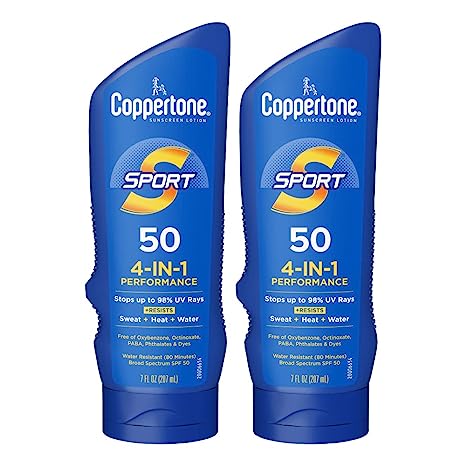 Coppertone®
SUNSCREEN LOTION
SPORT
50
4-IN-1
PERFORMANCE
Stops up to 98% UV Rays
+RESISTS
Sweat + Heat + Water
Free of Oxybenzone, Octinoxate,
PABA, Phthalates & Dyes
Water Resistant (80 Minutes)
Broad Spectrum SPF 50
7 FL OZ (207 mL)
Coppertone®
SUNSCREEN LOTION
SPORT
50
4-IN-1
PERFORMANCE
Stops up to 98% UV Rays
+RESISTS
Sweat + Heat + Water
Free of Oxybenzone, Octinoxate,
PABA, Phthalates & Dyes
Water Resistant (80 Minutes)
Broad Spectrum SPF 50
7 FL OZ (207 mL)